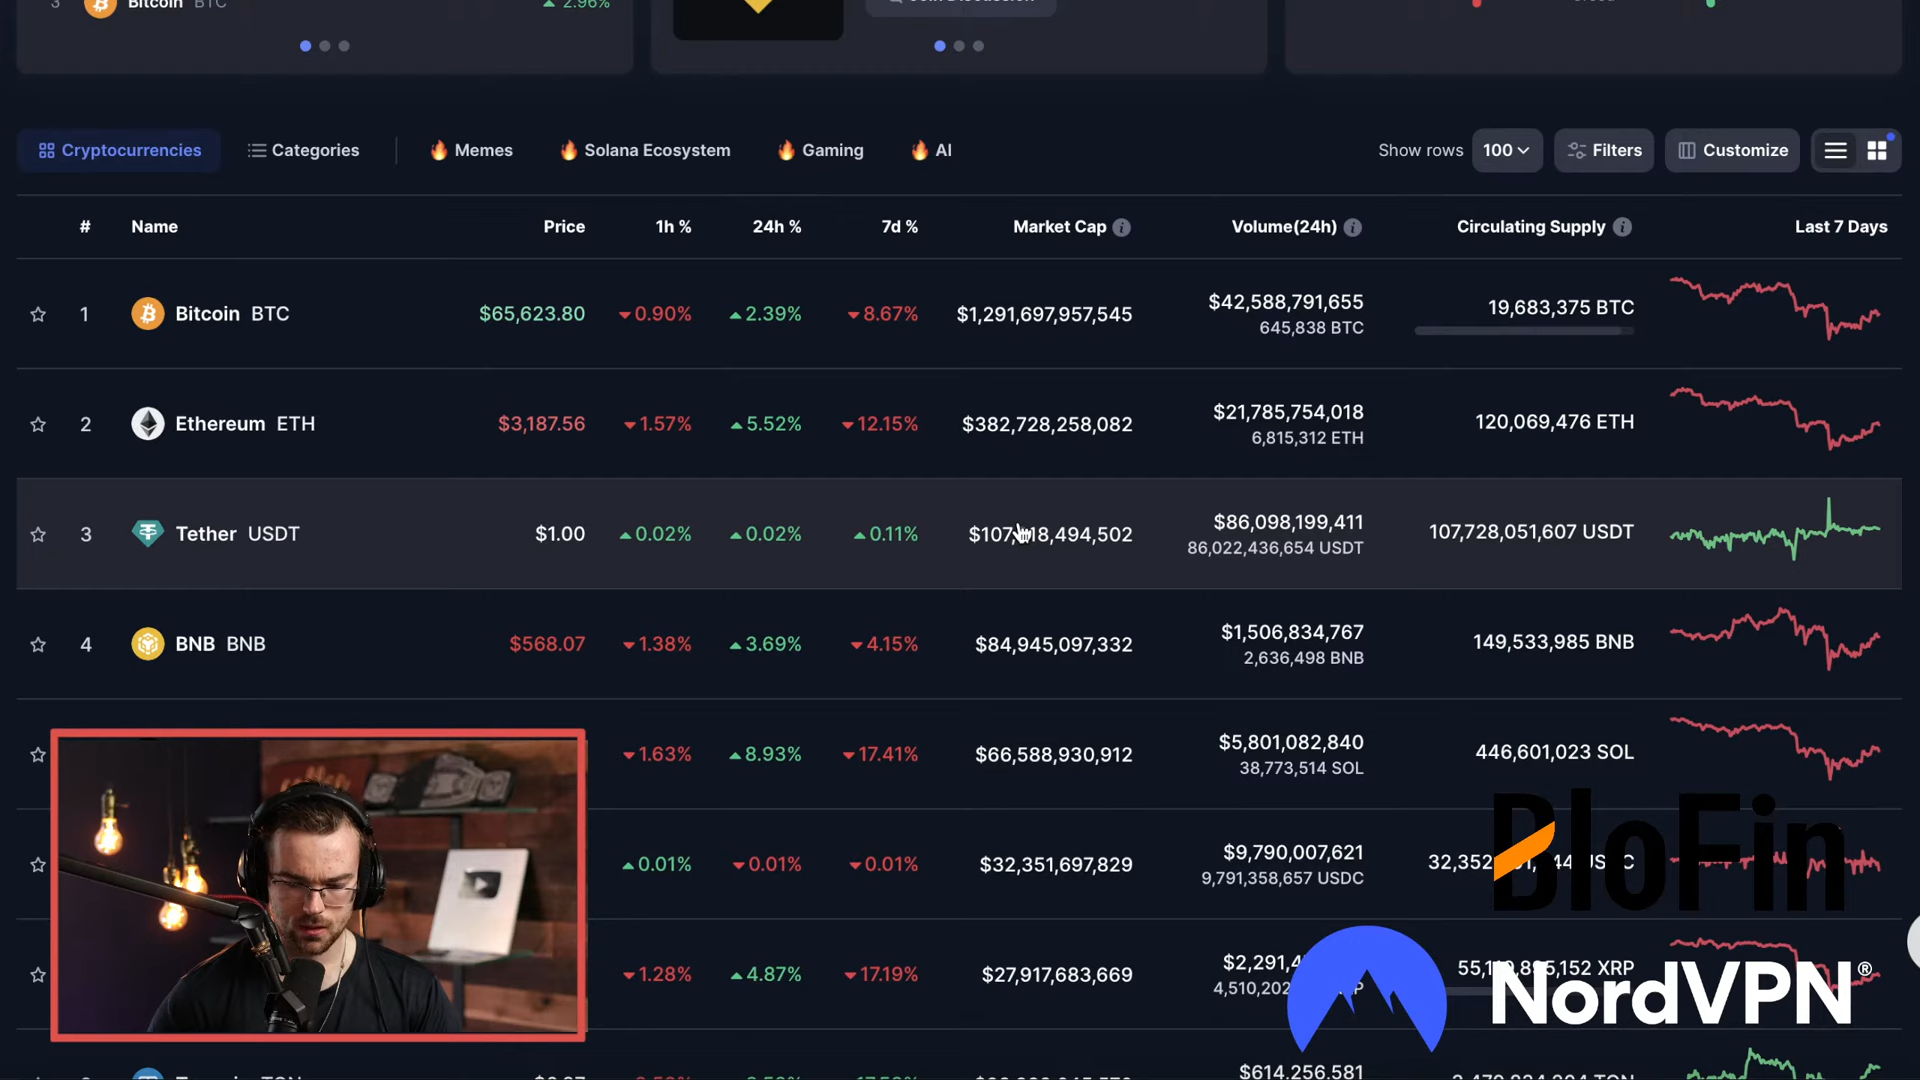 3 Bitcoin BTC 2.96%
Cryptocurrencies Categories Memes Solana Ecosystem Gaming AI Show rows 100 Filters Customize
# Name Price 1h % 24h % 7d % Market Cap Volume(24h) Circulating Supply Last 7 Days
1 Bitcoin BTC $65,623.80 0.90% 2.39% 8.67% $1,291,697,957,545 $42,588,791,655 19,683,375 BTC
645,838 BTC
2 Ethereum ETH $3,187.56 1.57% 5.52% 12.15% $382,728,258,082 $21,785,754,018 120,069,476 ETH
6,815,312 ETH
3 Tether USDT $1.00 0.02% 0.02% 0.11% $86,098,199,411 107,728,051,607 USDT
86,022,436,654 USDT
4 BNB BNB $568.07 1.38% 3.69% 4.15% $84,945,097,332 $1,506,834,767 149,533,985 BNB
2,636,498 BNB
1.63% 8.93% 17.41% $66,588,930,912 $5,801,082,840 446,601,023 SOL
38,773,514 SOL
0.01% 0.01% 0.01% $32,351,697,829 $9,790,007,621
9,791,358,657 USDC
1.28% 4.87% 17.19% $27,917,683,669 XRP
BloFin
NordVPN®
$614,256,581